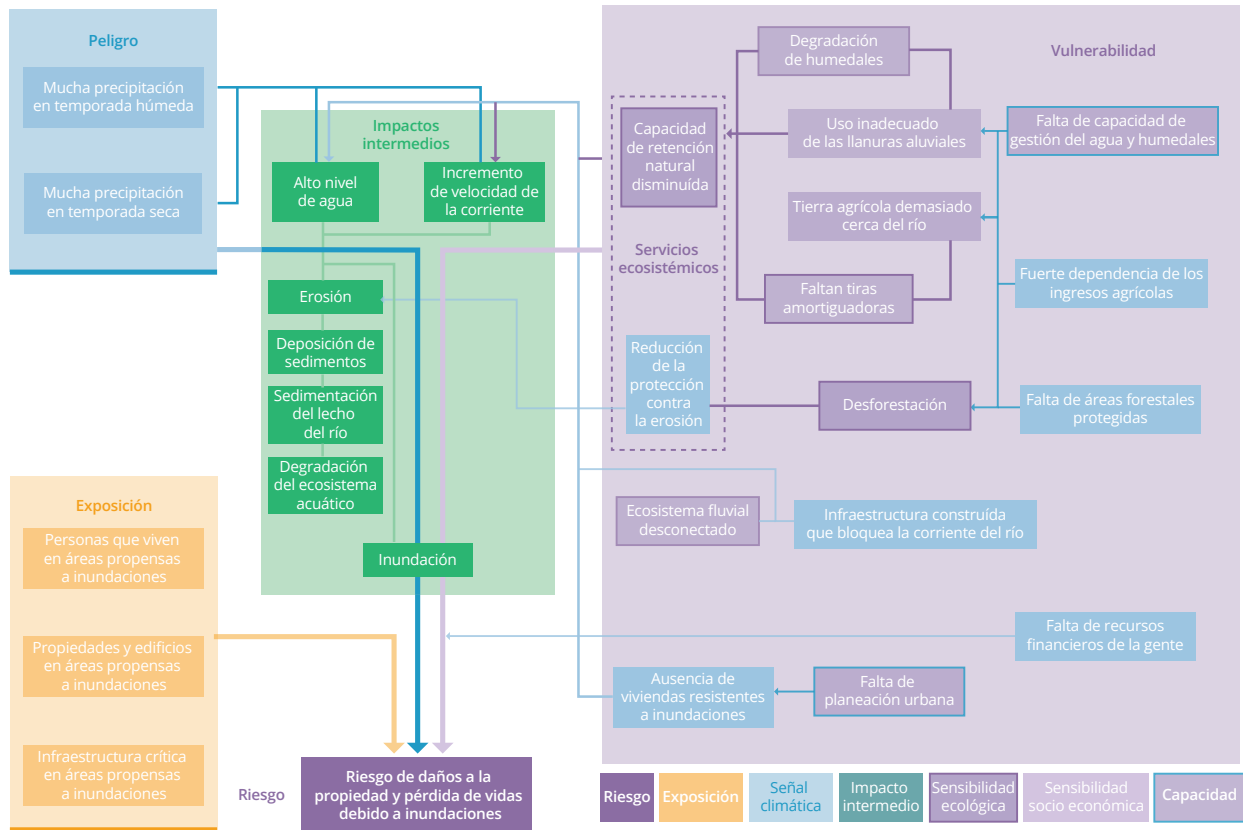 Peligro
Mucha precipitación
en temporada húmeda
Mucha precipitación
en temporada seca
Impactos
intermedios
Alto nivel
de agua
Incremento
de velocidad de
la corriente
Erosión
Deposición de
sedimentos
Sedimentación
del lecho
del río
Degradación
del ecosistema
acuático
Inundación
Exposición
Personas que viven
en áreas propensas
a inundaciones
Propiedades y edificios
en áreas propensas
a inundaciones
Infraestructura crítica
en áreas propensas
a inundaciones
Vulnerabilidad
Degradación
de humedales
Capacidad
de retención
natural
disminuída
Uso inadecuado
de las llanuras aluviales
Falta de capacidad de
gestión del agua y humedales
Tierra agrícola demasiado
cerca del río
Servicios
ecosistémicos
Faltan tiras
amortiguadoras
Fuerte dependencia de los
ingresos agrícolas
Reducción
de la
protección
contra
la erosión
Desforestación
Falta de áreas forestales
protegidas
Ecosistema fluvial
desconectado
Infraestructura construída
que bloquea la corriente del río
Falta de recursos
financieros de la gente
Ausencia de
viviendas resistentes
a inundaciones
Falta de
planeación urbana
Riesgo
Riesgo de daños a la
propiedad y pérdida de vidas
debido a inundaciones
Riesgo
Exposición
Señal
climática
Impacto
intermedio
Sensibilidad
ecológica
Sensibilidad
socio económica
Capacidad